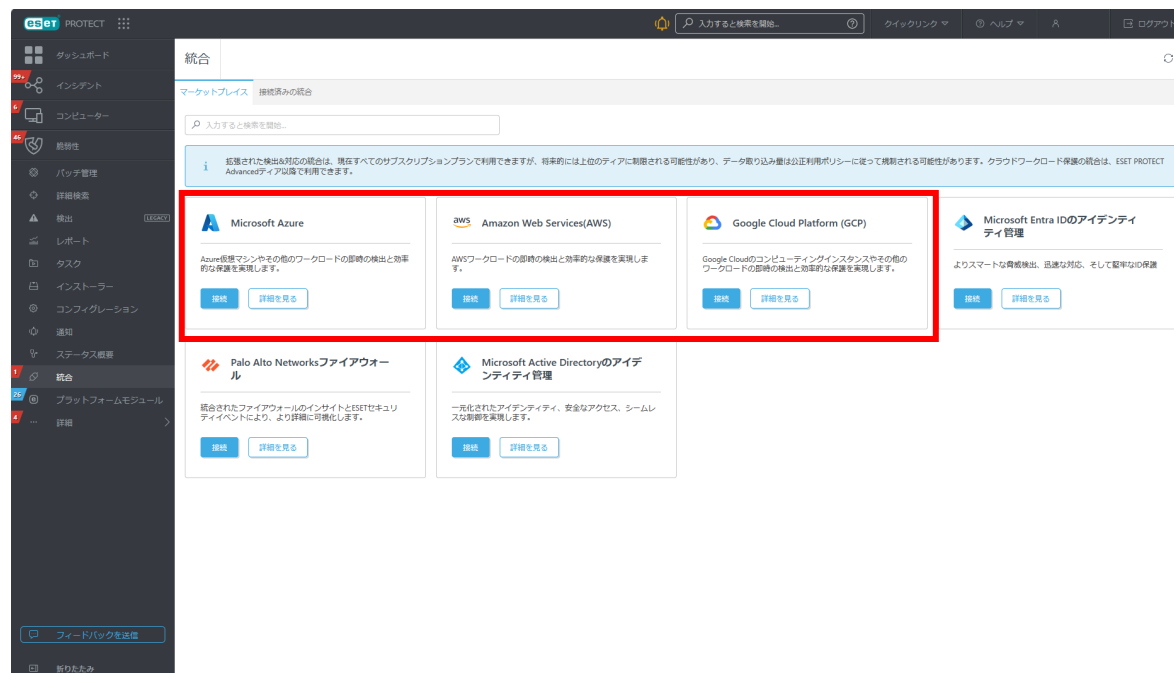 eset PROTECT
入力すると検索を開始...
クイックリンク
ヘルプ
ログアウト
ダッシュボード
99+
インシデント
6
コンピューター
46
脆弱性
パッチ管理
詳細検索
検出
LEGACY
レポート
タスク
インストーラー
コンフィグレーション
通知
ステータス概要
1
統合
26
プラットフォームモジュール
4
詳細
フィードバックを送信
折りたたみ
統合
マーケットプレイス 接続済みの統合
入力すると検索を開始...
拡張された検出&対応の統合は、現在すべてのサブスクリプションプランで利用できますが、将来的には上位のティアに制限される可能性があり、データ取り込み量は公正利用ポリシーに従って規制される可能性があります。クラウドワークロード保護の統合は、ESET PROTECT
Advancedティア以降で利用できます。
Microsoft Azure
Azure仮想マシンやその他のワークロードの即時の検出と効率
的な保護を実現します。
接続 詳細を見る
aws Amazon Web Services(AWS)
AWSワークロードの即時の検出と効率的な保護を実現しま
す。
接続 詳細を見る
Google Cloud Platform (GCP)
Google Cloudのコンピューティングインスタンスやその他の
ワークロードの即時の検出と効率的な保護を実現します。
接続 詳細を見る
Microsoft Entra IDのアイデンティ
ティ管理
よりスマートな脅威検出、迅速な対応、そして堅牢なID保護
接続 詳細を見る
Palo Alto Networksファイアウォー
ル
統合されたファイアウォールのインサイトとESETセキュリ
ティイベントにより、より詳細に可視化します。
接続 詳細を見る
Microsoft Active Directoryのアイデ
ンティティ管理
一元化されたアイデンティティ、安全なアクセス、シームレ
スな制御を実現します。
接続 詳細を見る